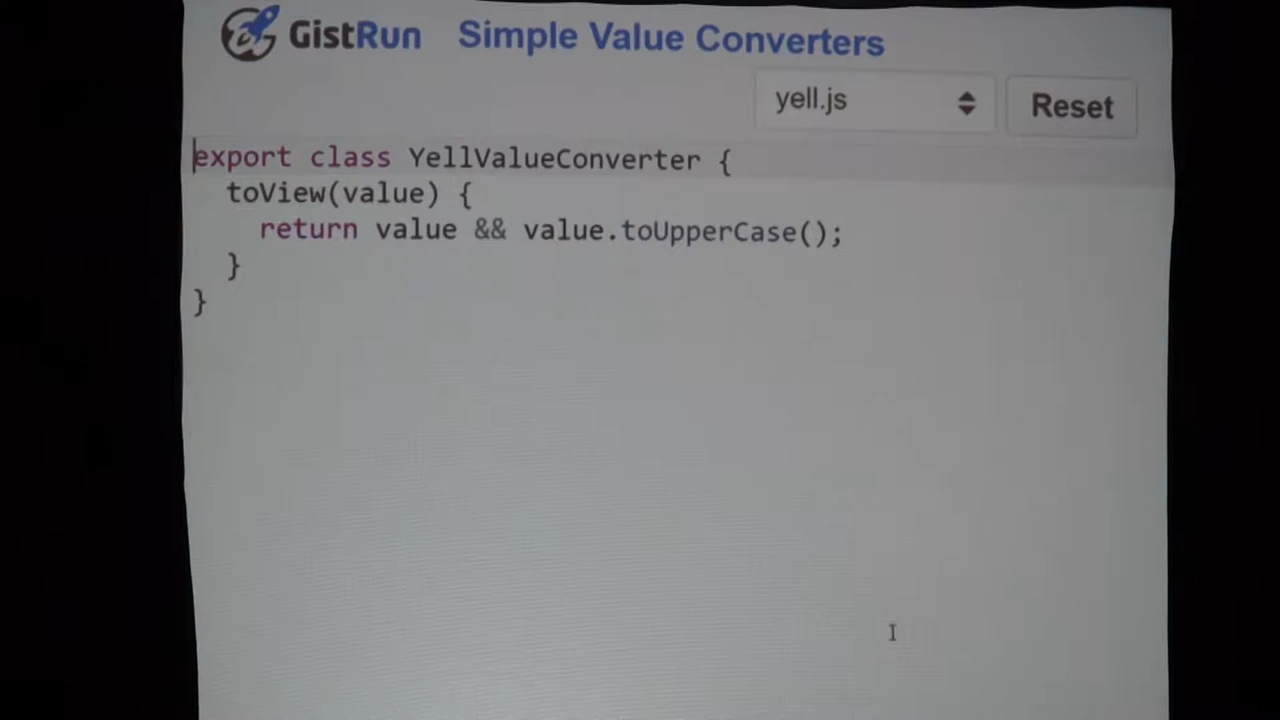 GistRun Simple Value Converters
yell.js Reset
export class YellValueConverter {
  toView(value) {
    return value && value.toUpperCase();
  }
}